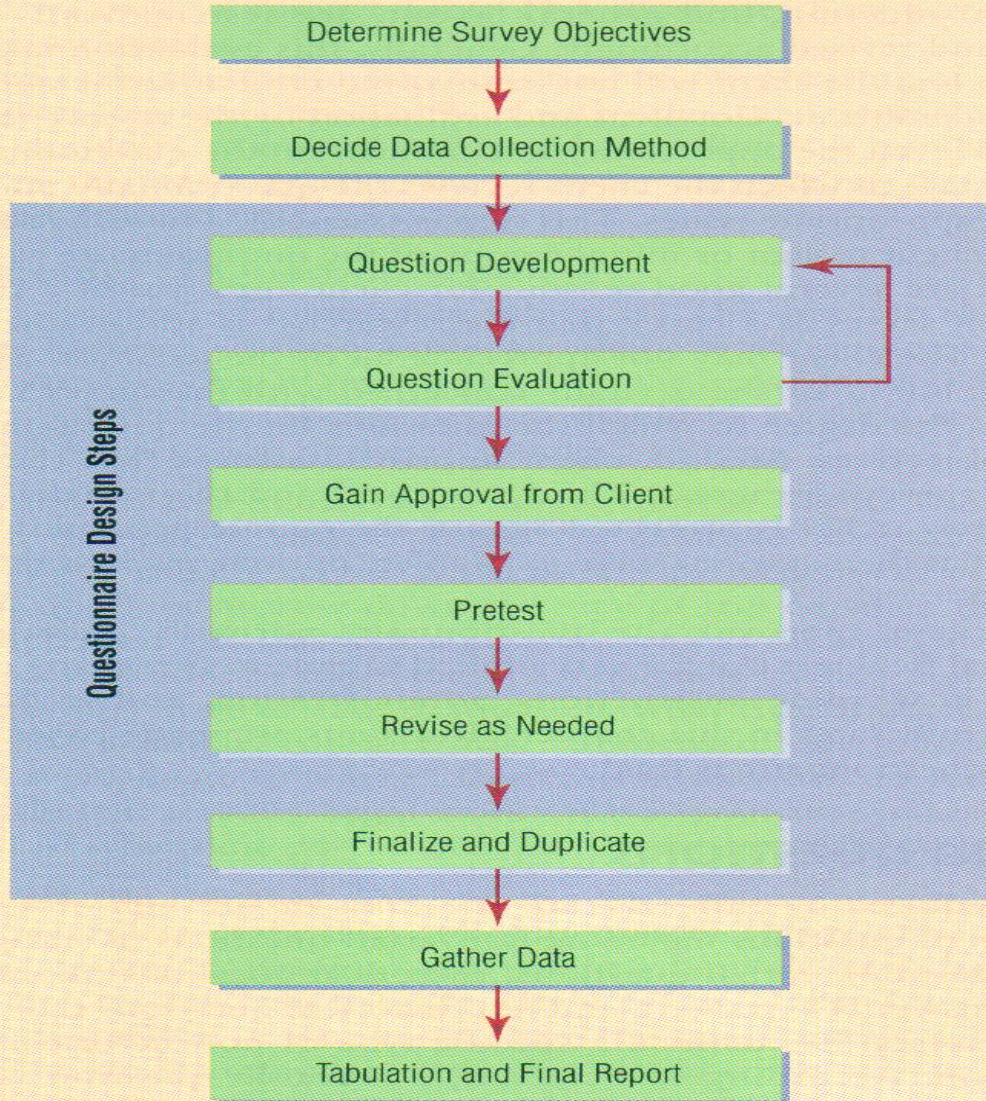 Determine Survey Objectives
Decide Data Collection Method
Question Development
Question Evaluation
Gain Approval from Client
Pretest
Revise as Needed
Finalize and Duplicate
Gather Data
Tabulation and Final Report
Questionnaire Design Steps